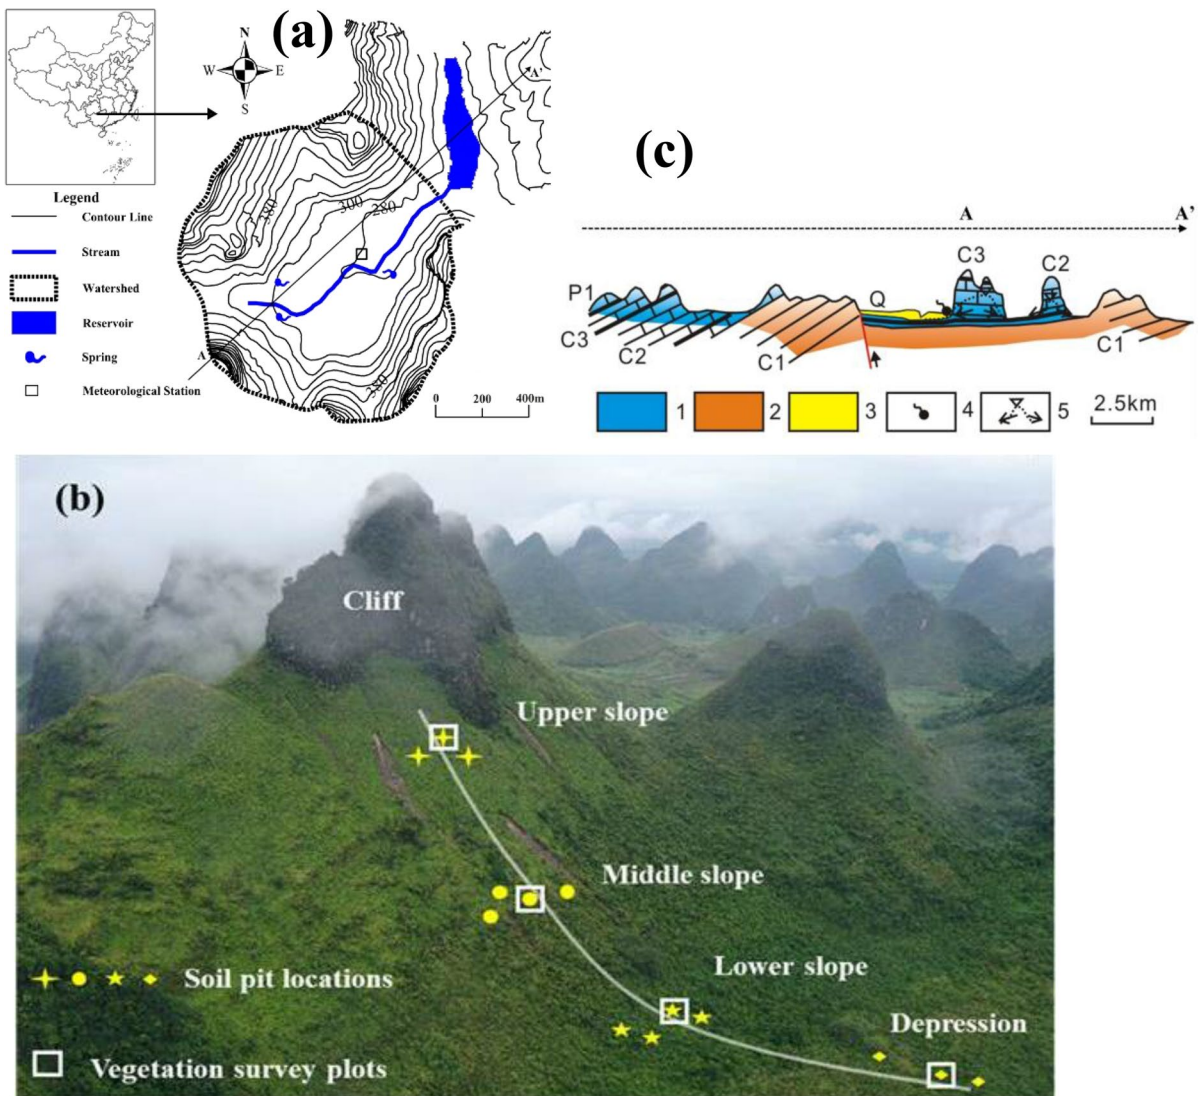 (a)
N
W
E
S
A'
Legend
Contour Line
Stream
Watershed
Reservoir
Spring
Meteorological Station
380
300
280
380
A
0 200 400m
(c)
A A'
C3 C2
P1 Q
C3 C2 C1 C1
1 2 3 4 5 2.5km
(b)
Cliff
Upper slope
Middle slope
Lower slope
Soil pit locations
Depression
Vegetation survey plots